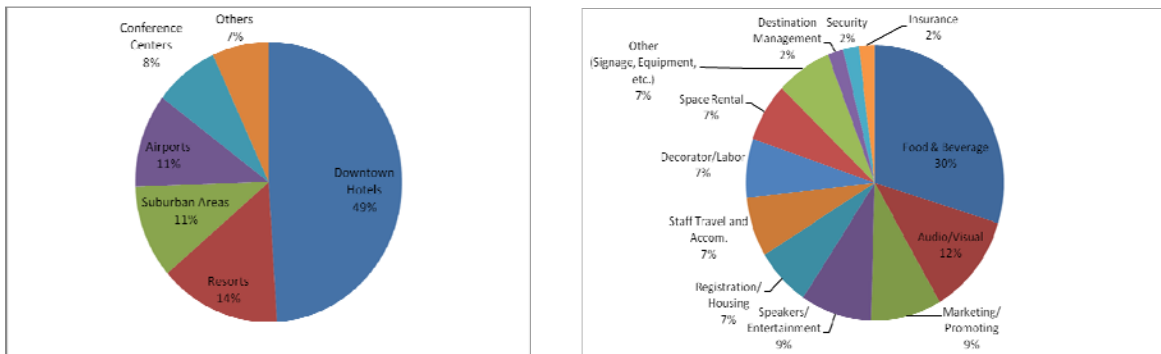 Others
7%
Conference
Centers
8%
Airports
11%
Suburban Areas
11%
Resorts
14%
Downtown
Hotels
49%
Destination
Management
2%
Security
2%
Insurance
2%
Other
(Signage, Equipment,
etc.)
7%
Space Rental
7%
Decorator/Labor
7%
Staff Travel and
Accom.
7%
Registration/
Housing
7%
Speakers/
Entertainment
9%
Marketing/
Promoting
9%
Audio/Visual
12%
Food & Beverage
30%